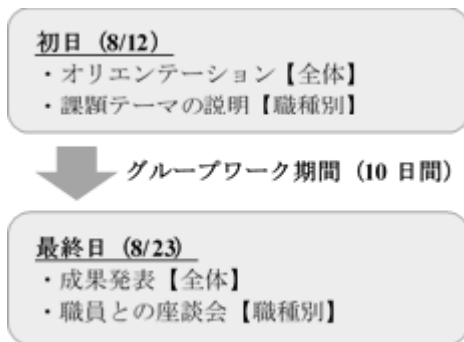 初日（8/12）
・オリエンテーション【全体】
・課題テーマの説明【職種別】
グループワーク期間（10 日間）
最終日（8/23）
・成果発表【全体】
・職員との座談会【職種別】